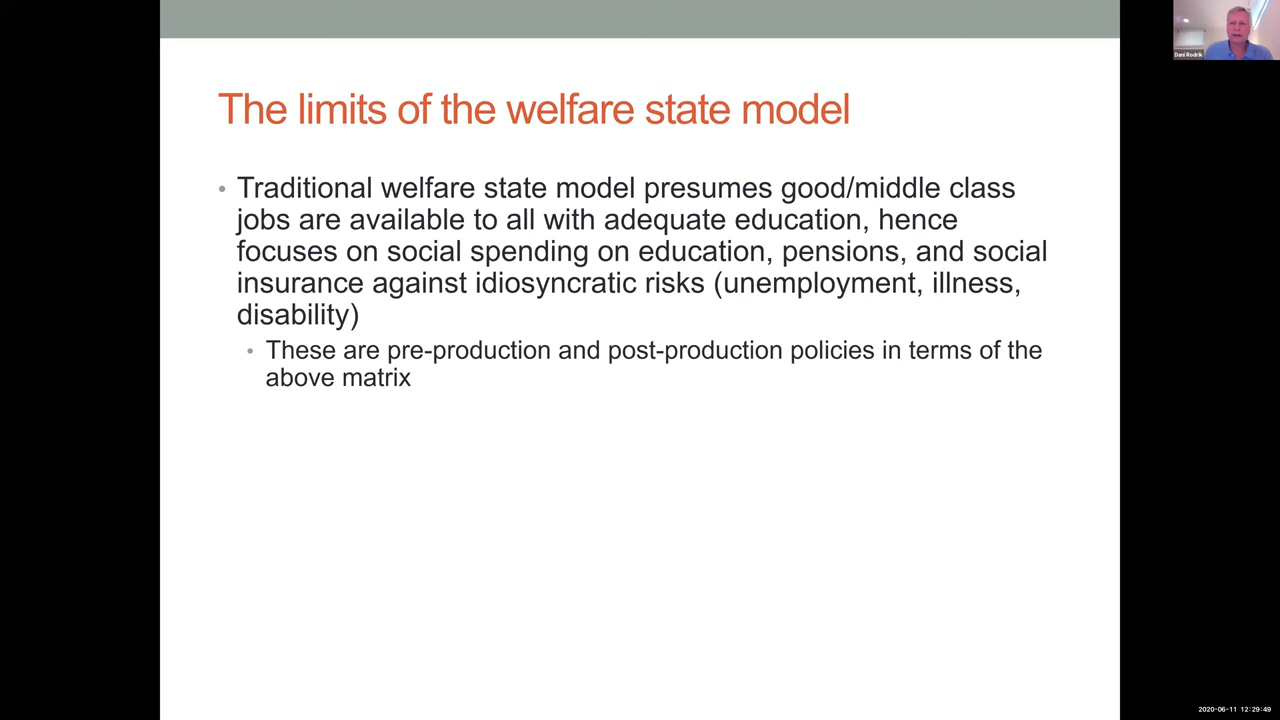 Dani Rodrik
The limits of the welfare state model
• Traditional welfare state model presumes good/middle class
jobs are available to all with adequate education, hence
focuses on social spending on education, pensions, and social
insurance against idiosyncratic risks (unemployment, illness,
disability)
• These are pre-production and post-production policies in terms of the
above matrix
2020-06-11 12:29:49